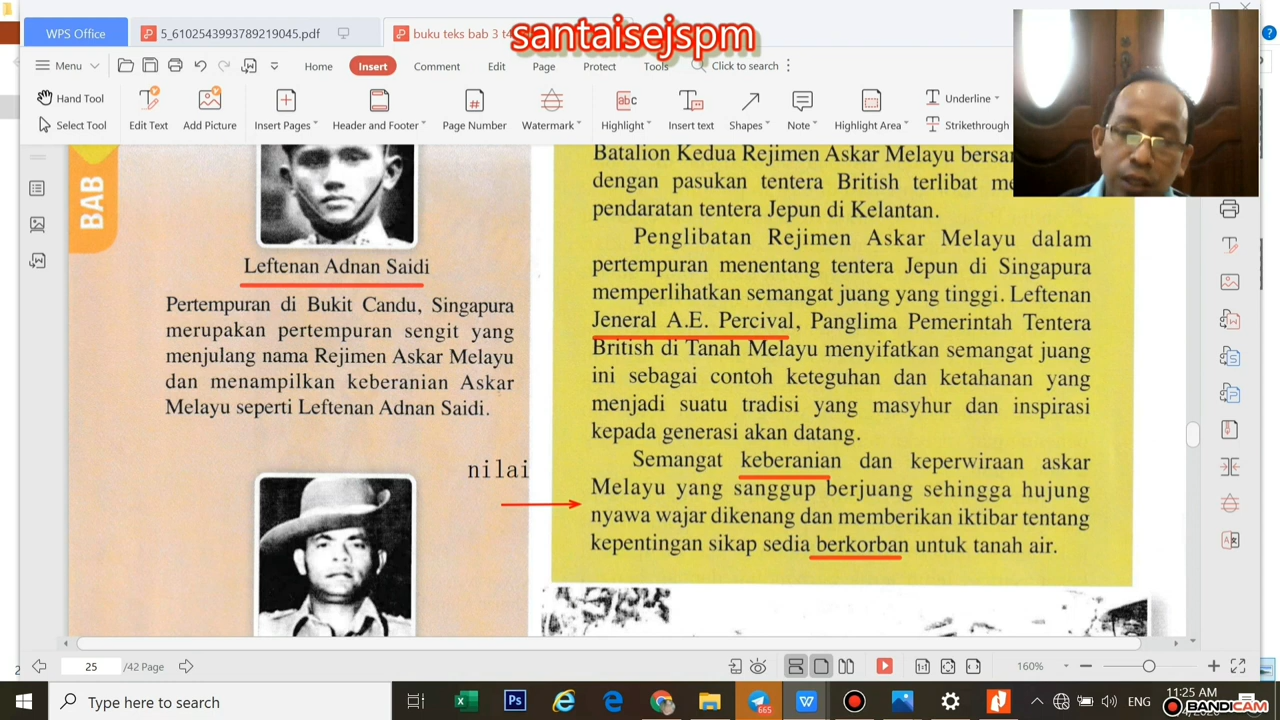 santaisejspm
WPS Office
5_6102543993789219045.pdf
buku teks bab 3 t4
Menu
Home
Insert
Comment
Edit
Page
Protect
Tools
Click to search
Hand Tool
Select Tool
Edit Text
Add Picture
Insert Pages
Header and Footer
Page Number
Watermark
Highlight
Insert text
Shapes
Note
Highlight Area
Underline
Strikethrough
BAB
Leftenan Adnan Saidi
Pertempuran di Bukit Candu, Singapura
merupakan pertempuran sengit yang
menjulang nama Rejimen Askar Melayu
dan menampilkan keberanian Askar
Melayu seperti Leftenan Adnan Saidi.
nilai
Batalion Kedua Rejimen Askar Melayu
dengan pasukan tentera British terlibat
pendaratan tentera Jepun di Kelantan.
Penglibatan Rejimen Askar Melayu dalam
pertempuran menentang tentera Jepun di Singapura
memperlihatkan semangat juang yang tinggi. Leftenan
Jeneral A.E. Percival, Panglima Pemerintah Tentera
British di Tanah Melayu menyifatkan semangat juang
ini sebagai contoh keteguhan dan ketahanan yang
menjadi suatu tradisi yang masyhur dan inspirasi
kepada generasi akan datang.
Semangat keberanian dan keperwiraan askar
Melayu yang sanggup berjuang sehingga hujung
nyawa wajar dikenang dan memberikan iktibar tentang
kepentingan sikap sedia berkorban untuk tanah air.
25
/42 Page
160%
Type here to search
665
ENG
11:25 AM
BANDICAM